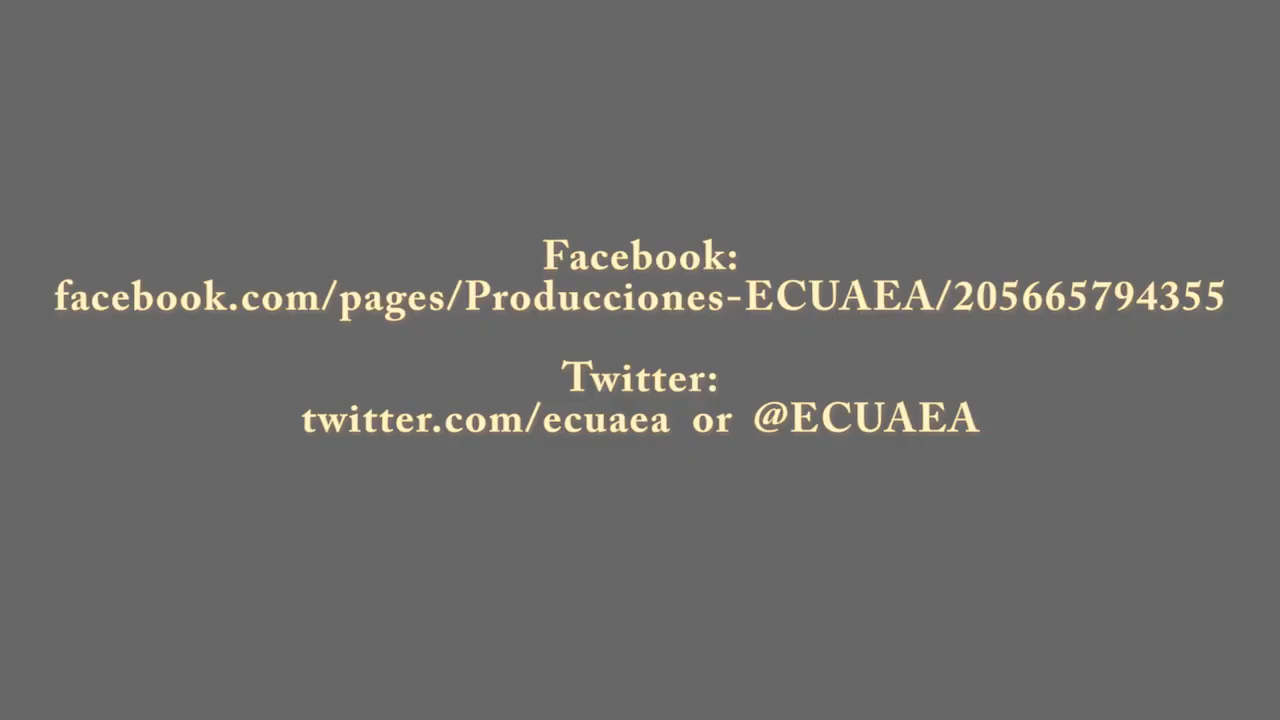 Facebook:
facebook.com/pages/Producciones-ECUAEA/205665794355
Twitter:
twitter.com/ecuaea or @ECUAEA